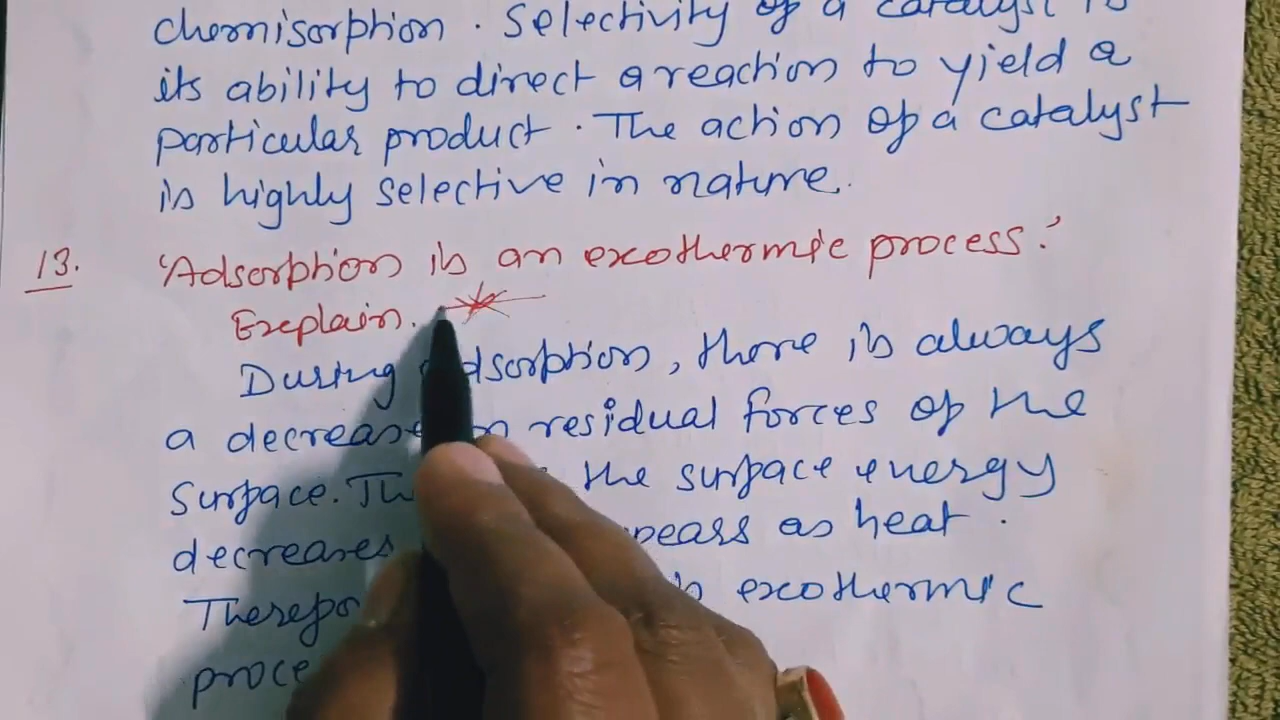 chemisorption. Selectivity of a catalyst is
its ability to direct a reaction to yield a
particular product. The action of a catalyst
is highly selective in nature.
13. 'Adsorption is an exothermic process.'
Explain.
During adsorption, there is always
a decrease in residual forces of the
Surface. the surface energy
decreases as heat.
exothermic